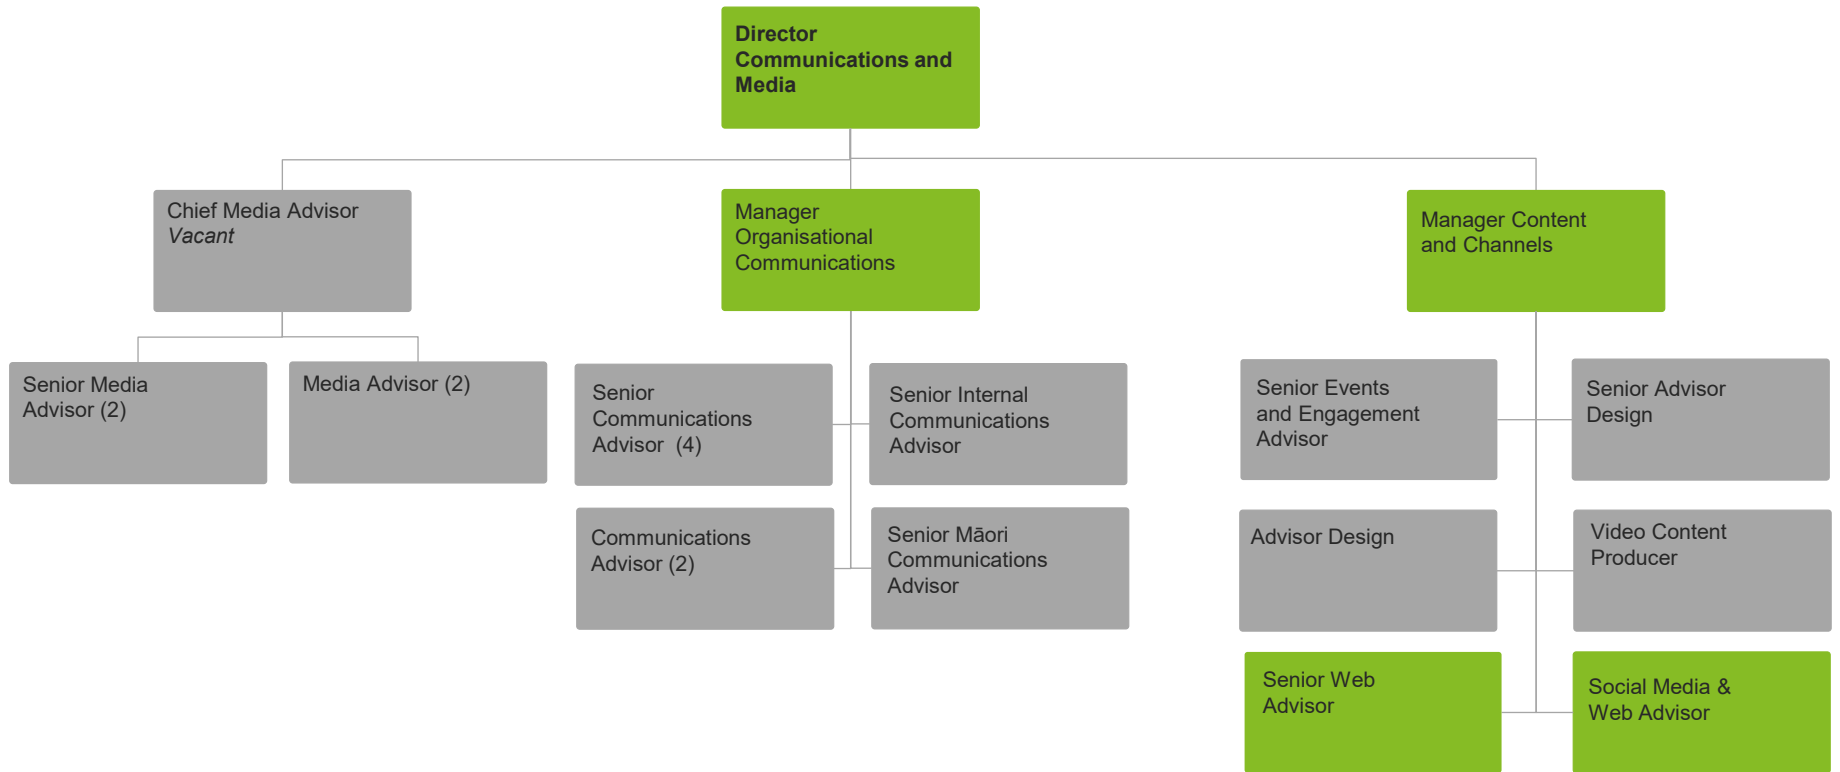 Director
Communications and
Media
Chief Media Advisor
Vacant
Manager
Organisational
Communications
Manager Content
and Channels
Senior Media
Advisor (2)
Media Advisor (2)
Senior
Communications
Advisor  (4)
Senior Internal
Communications
Advisor
Communications
Advisor (2)
Senior Māori
Communications
Advisor
Senior Events
and Engagement
Advisor
Senior Advisor
Design
Advisor Design
Video Content
Producer
Senior Web
Advisor
Social Media &
Web Advisor